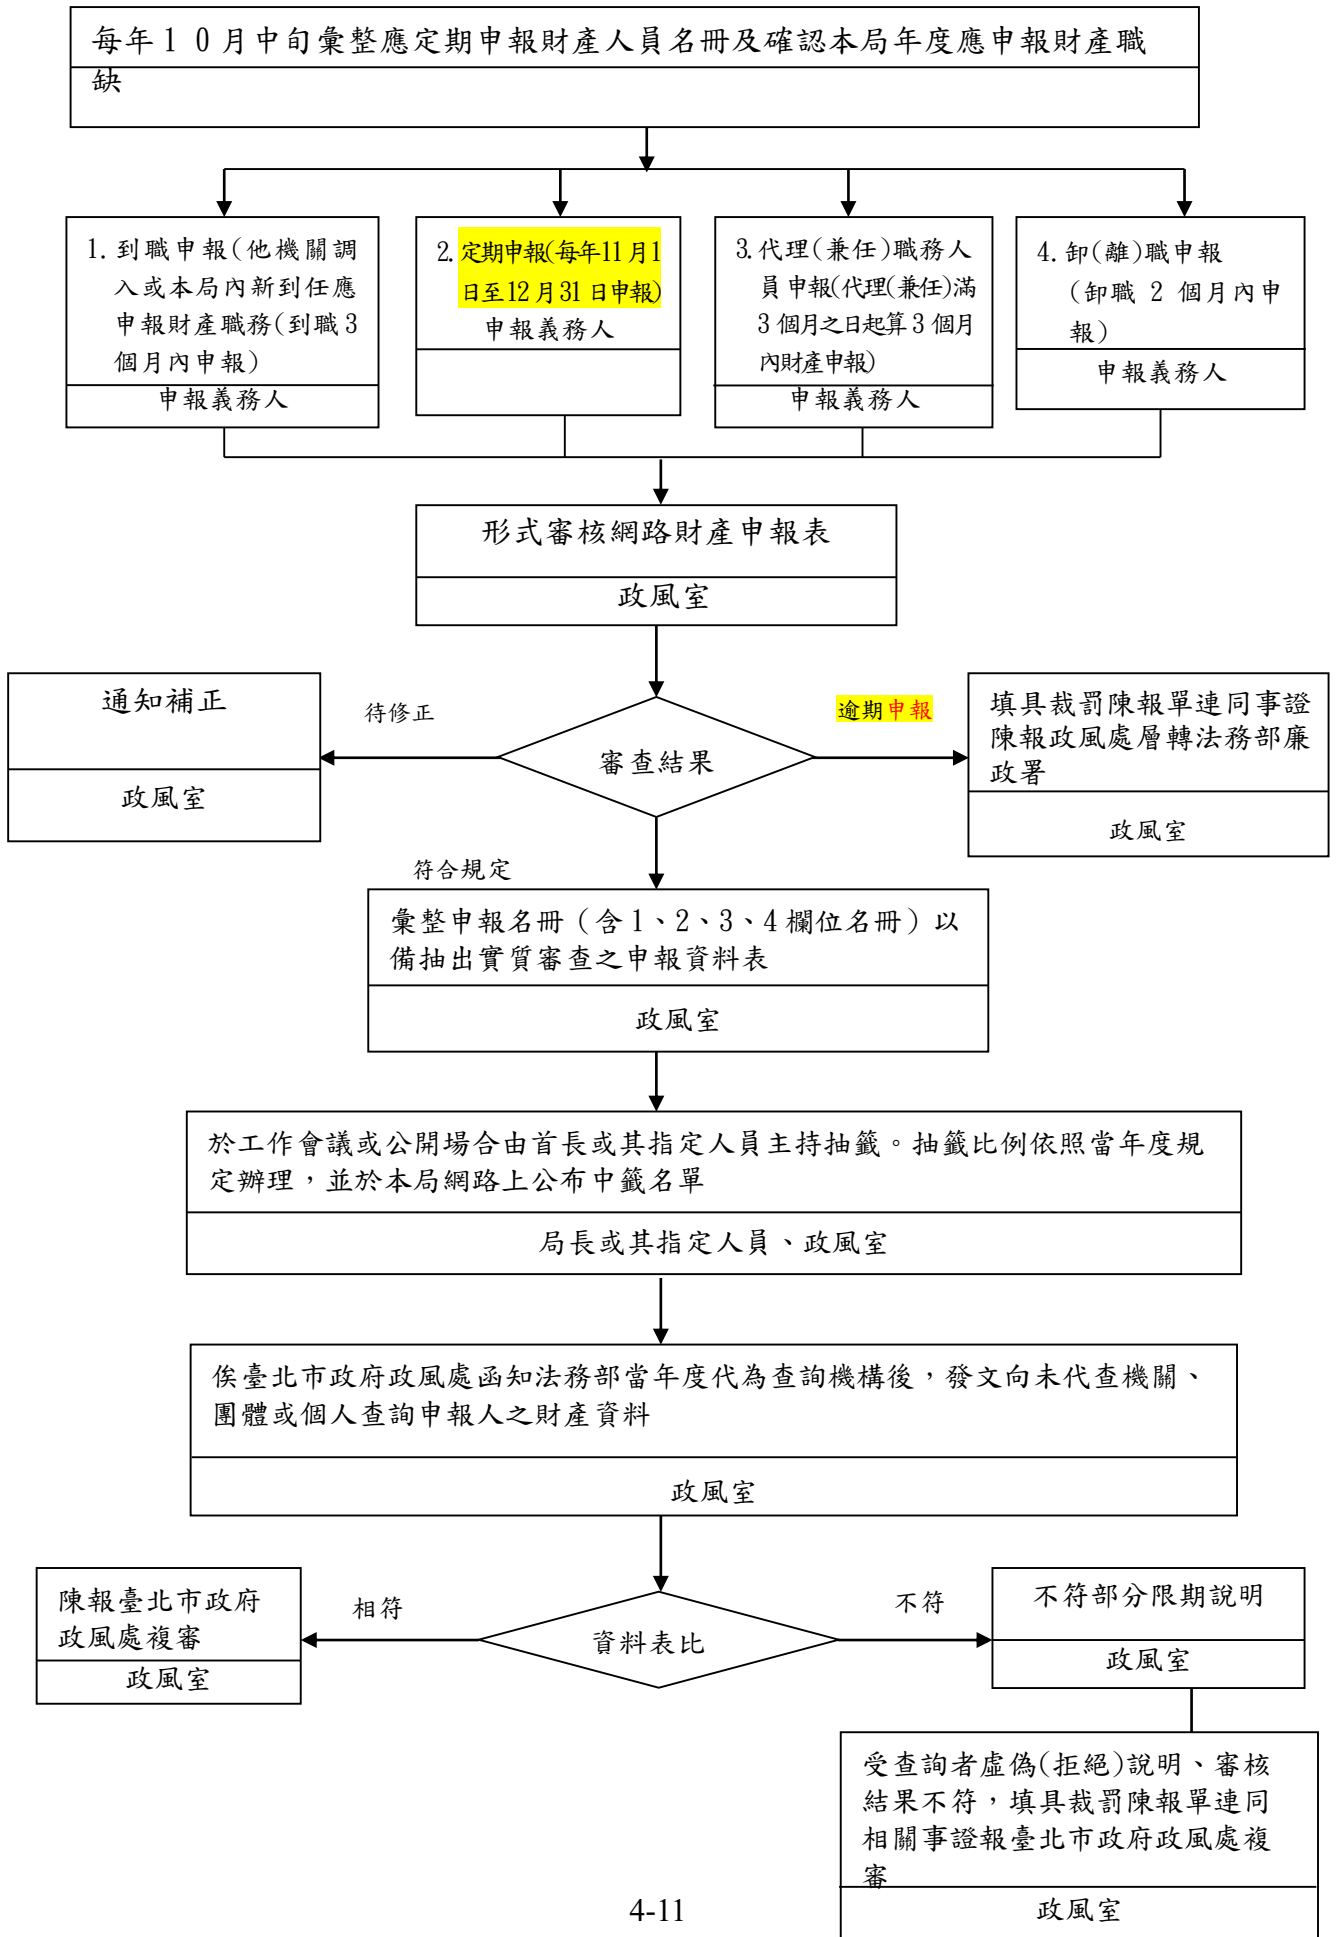 每年１０月中旬彙整應定期申報財產人員名冊及確認本局年度應申報財產職
缺
1. 到職申報(他機關調
入或本局內新到任應
申報財產職務(到職3
個月內申報)
申報義務人
2. 定期申報(每年11月1
日至12月31日申報)
申報義務人
3. 代理(兼任)職務人
員申報(代理(兼任)滿
3個月之日起算3個月
內財產申報)
申報義務人
4. 卸(離)職申報
(卸職 2 個月內申
報)
申報義務人
形式審核網路財產申報表
政風室
通知補正
政風室
待修正
審查結果
逾期申報
填具裁罰陳報單連同事證
陳報政風處層轉法務部廉
政署
政風室
符合規定
彙整申報名冊（含1、2、3、4欄位名冊）以
備抽出實質審查之申報資料表
政風室
於工作會議或公開場合由首長或其指定人員主持抽籤。抽籤比例依照當年度規
定辦理，並於本局網路上公布中籤名單
局長或其指定人員、政風室
俟臺北市政府政風處函知法務部當年度代為查詢機構後，發文向未代查機關、
團體或個人查詢申報人之財產資料
政風室
陳報臺北市政府
政風處複審
政風室
相符
資料表比
不符
不符部分限期說明
政風室
受查詢者虛偽(拒絕)說明、審核
結果不符，填具裁罰陳報單連同
相關事證報臺北市政府政風處複
審
政風室
4-11